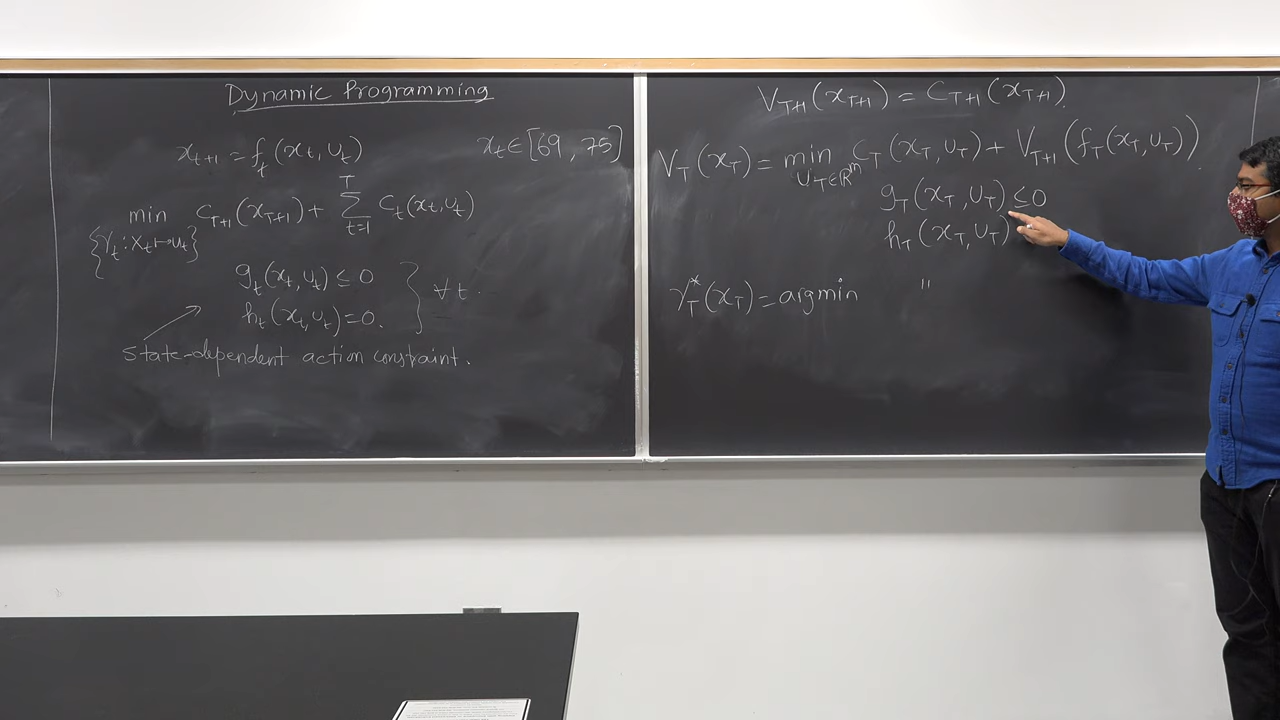 Dynamic Programming
x_{t+1} = f_t(x_t, u_t)
x_t ∈ [69, 75]
min_{{γ_t : X_t ↦ u_t}} C_{T+1}(x_{T+1}) + Σ_{t=1}^{T} C_t(x_t, u_t)
g_t(x_t, u_t) ≤ 0
h_t(x_t, u_t) = 0. } ∀ t.
State-dependent action constraint.
V_{T+1}(x_{T+1}) = C_{T+1}(x_{T+1}).
V_T(x_T) = min_{u_T ∈ R^m} C_T(x_T, u_T) + V_{T+1}(f_T(x_T, u_T))
g_T(x_T, u_T) ≤ 0
h_T(x_T, u_T)
γ_T^*(x_T) = argmin "